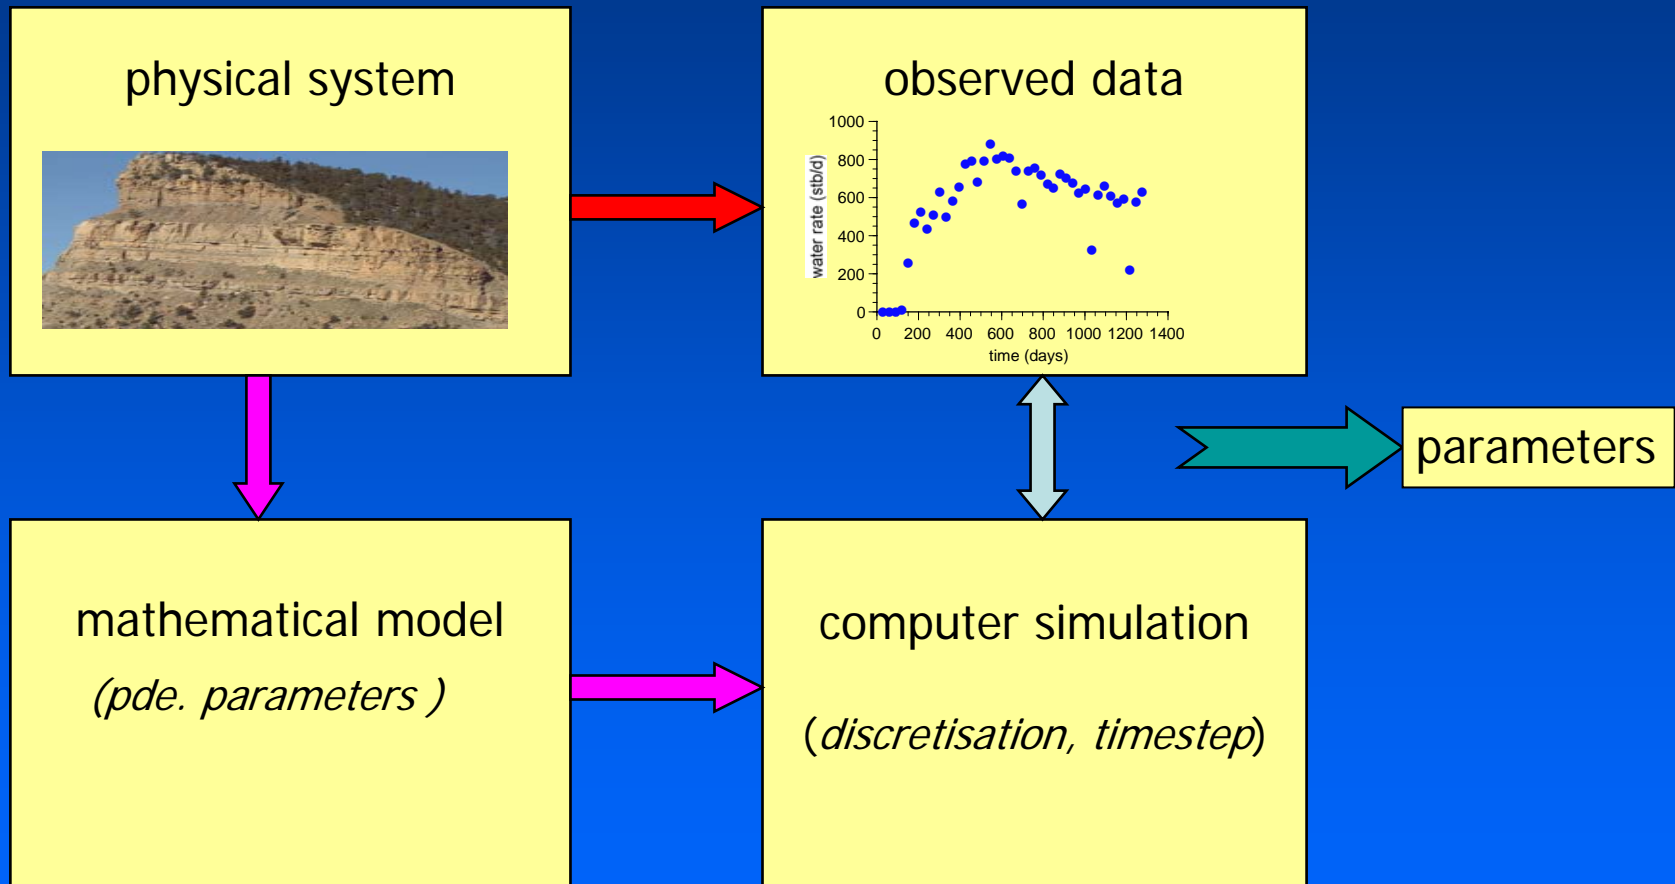 physical system
observed data
1000
800
600
400
200
0
water rate (stb/d)
0 200 400 600 800 1000 1200 1400
time (days)
parameters
mathematical model
(pde. parameters )
computer simulation
(discretisation, timestep)